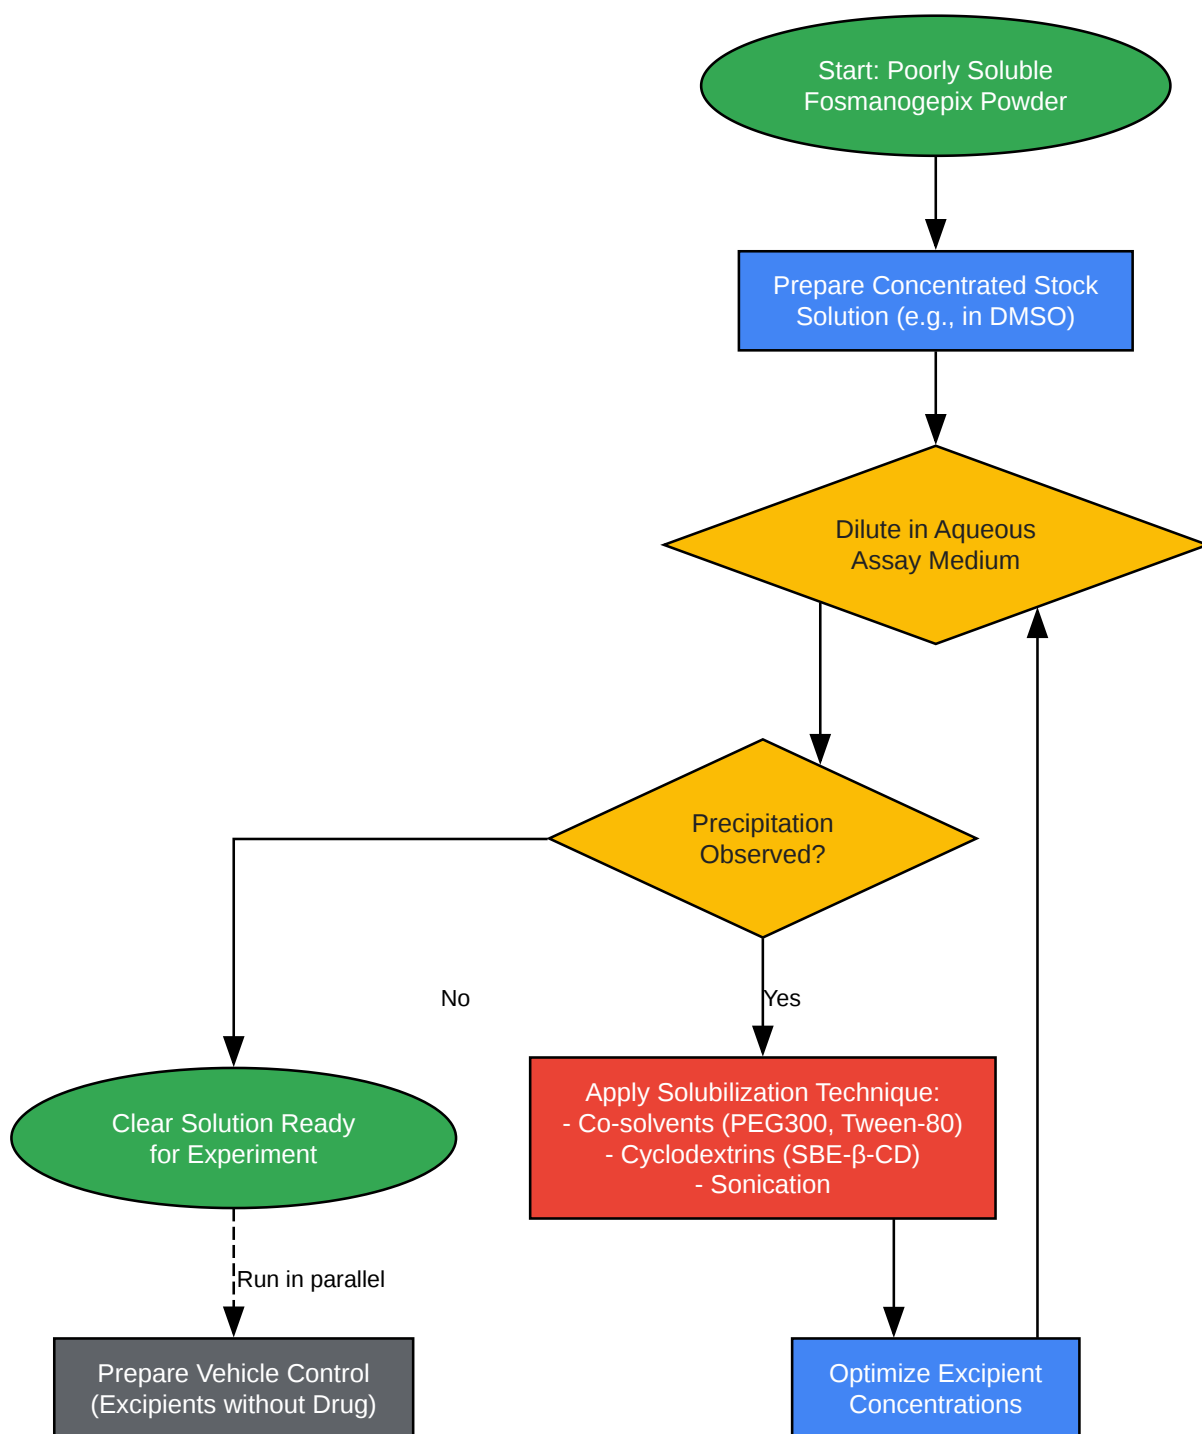 Start: Poorly Soluble
Fosmanogepix Powder
Prepare Concentrated Stock
Solution (e.g., in DMSO)
Dilute in Aqueous
Assay Medium
Precipitation
Observed?
No
Yes
Apply Solubilization Technique:
- Co-solvents (PEG300, Tween-80)
- Cyclodextrins (SBE-β-CD)
- Sonication
Clear Solution Ready
for Experiment
Run in parallel
Prepare Vehicle Control
(Excipients without Drug)
Optimize Excipient
Concentrations